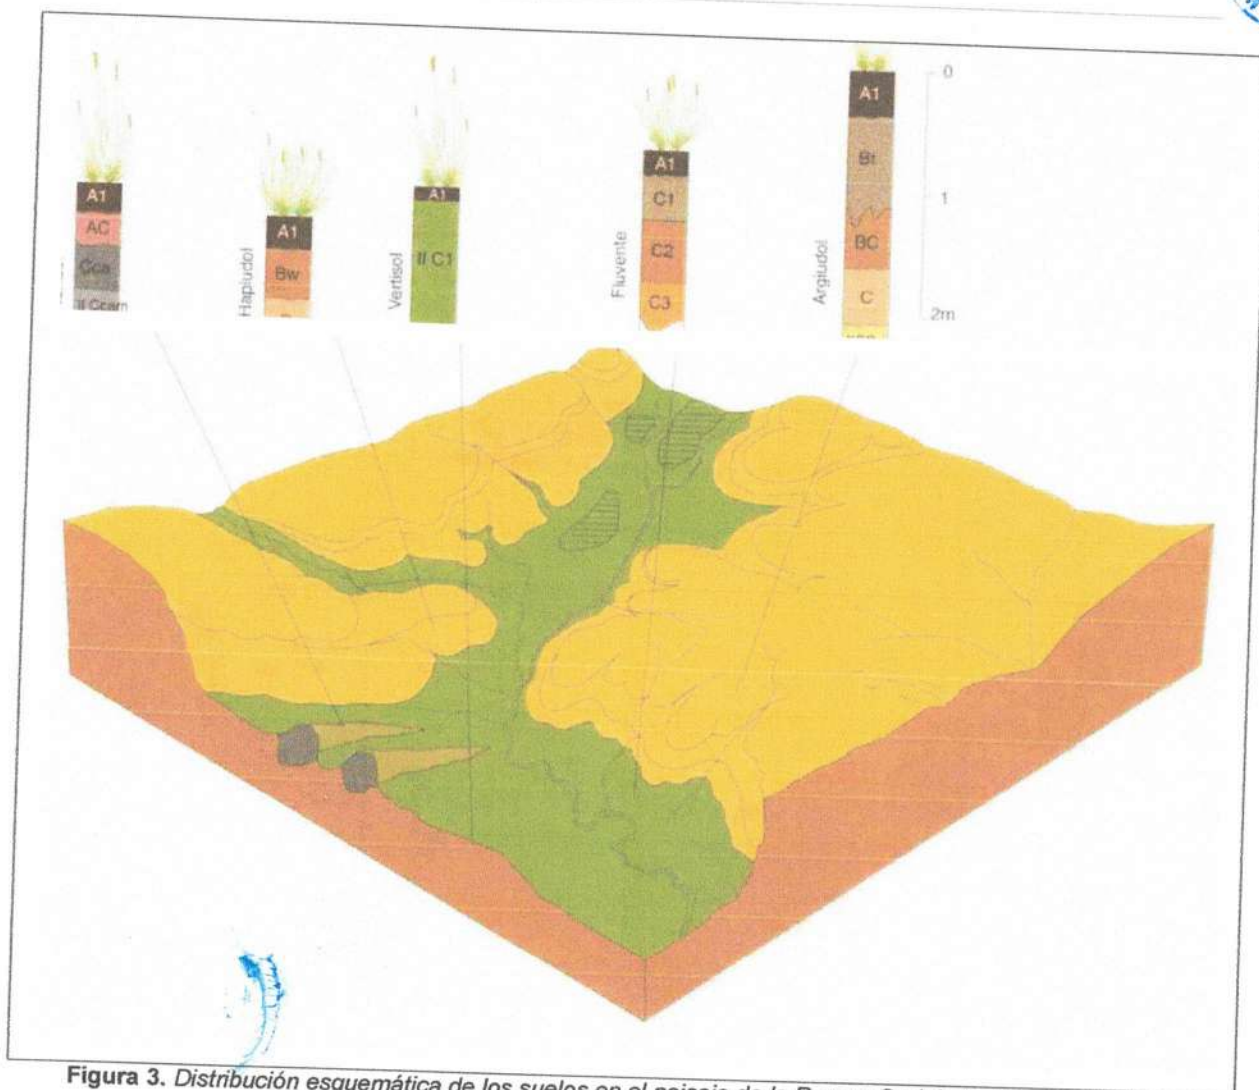 A1
AC
Cca
II Ccam
Hapludol
A1
Bw
Vertisol
A1
II C1
Fluvente
A1
C1
C2
C3
Argiudol
A1
Bt
BC
C
0
1
2m
Figura 3. Distribución esquemática de los suelos en el paisaje de la